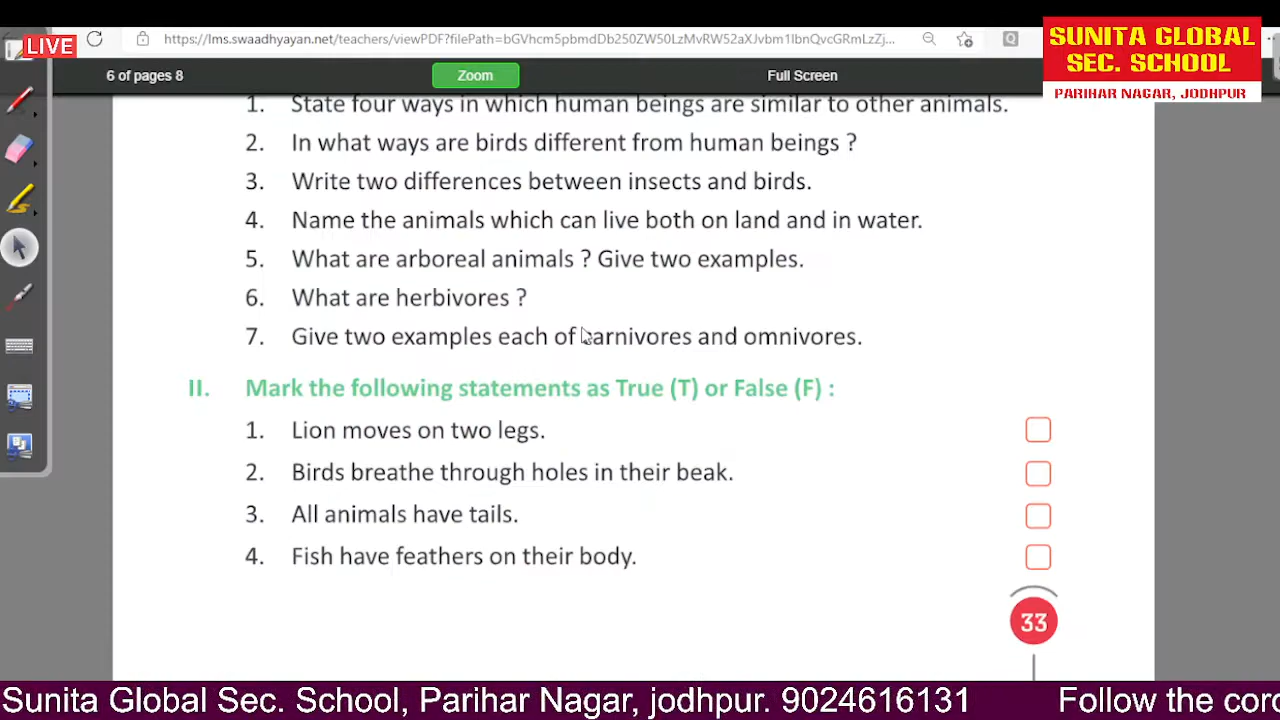 LIVE
https://lms.swaadhyayan.net/teachers/viewPDF?filePath=bGVhcm5pbmdDb250ZW50LzMvRW52aXJvbm1lbnQvcGRmLzZj...
SUNITA GLOBAL
SEC. SCHOOL
PARIHAR NAGAR, JODHPUR
6 of pages 8
Zoom
Full Screen
1. State four ways in which human beings are similar to other animals.
2. In what ways are birds different from human beings ?
3. Write two differences between insects and birds.
4. Name the animals which can live both on land and in water.
5. What are arboreal animals ? Give two examples.
6. What are herbivores ?
7. Give two examples each of carnivores and omnivores.
II. Mark the following statements as True (T) or False (F) :
1. Lion moves on two legs.
2. Birds breathe through holes in their beak.
3. All animals have tails.
4. Fish have feathers on their body.
33
Sunita Global Sec. School, Parihar Nagar, jodhpur. 9024616131 Follow the coro